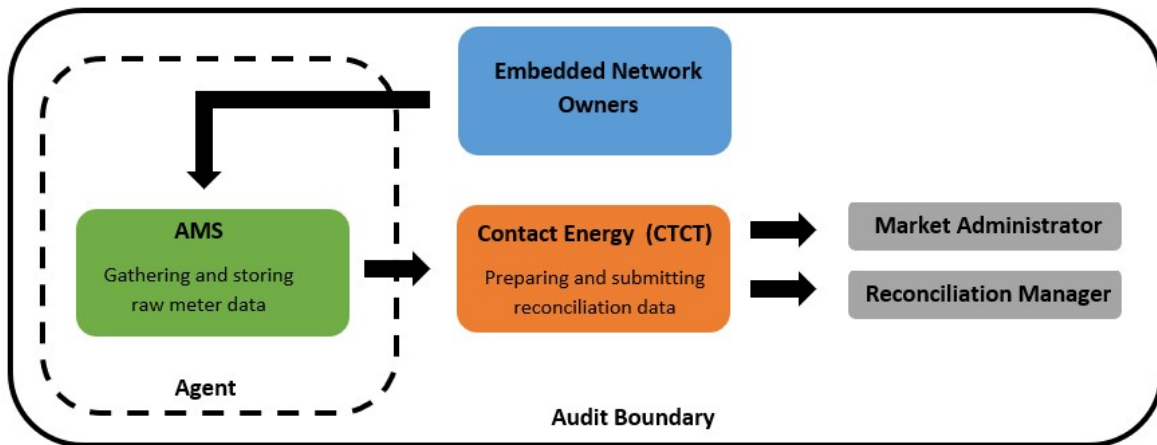 Embedded Network
Owners
AMS
Gathering and storing
raw meter data
Contact Energy (CTCT)
Preparing and submitting
reconciliation data
Market Administrator
Reconciliation Manager
Agent
Audit Boundary